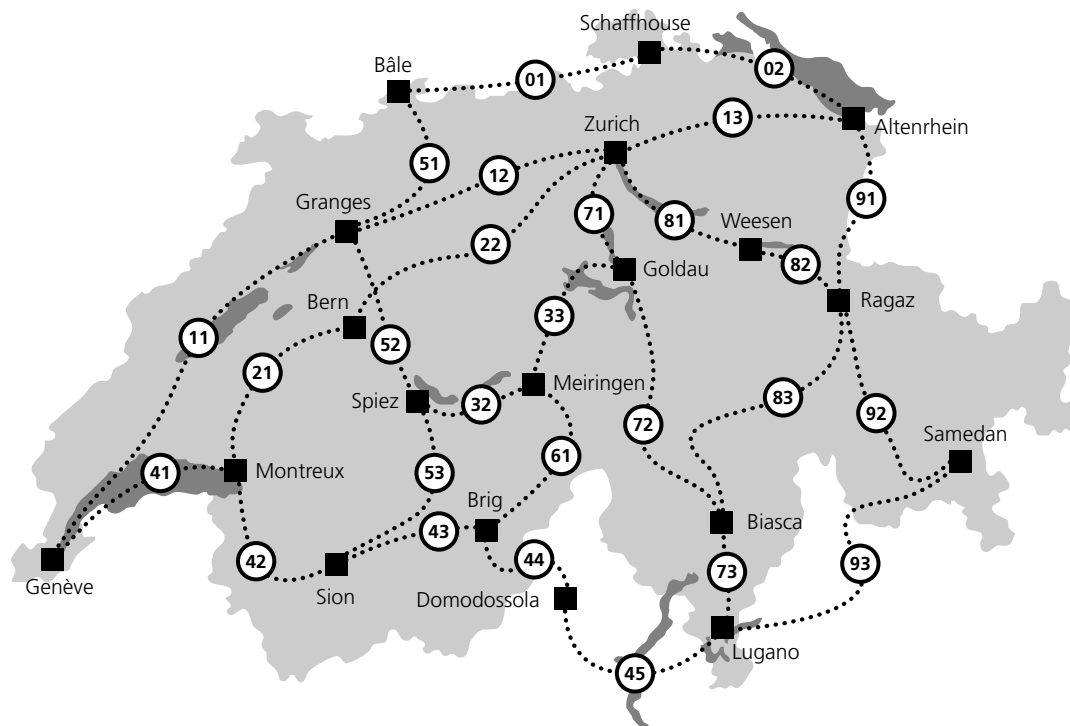 Schaffhouse
Bâle
01
02
Zurich
13
Altenrhein
51
12
Granges
91
71
81
Weesen
22
82
Goldau
Ragaz
Bern
33
11
52
21
Meiringen
83
Spiez
32
92
72
Samedan
61
41
Montreux
53
Brig
Biasca
43
42
44
73
93
Genève
Sion
Domodossola
Lugano
45